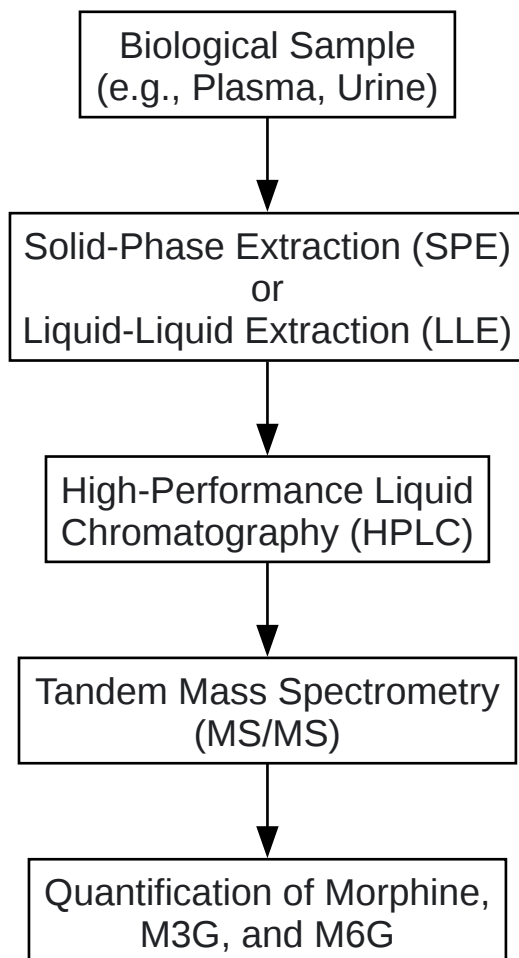 Biological Sample
(e.g., Plasma, Urine)
Solid-Phase Extraction (SPE)
or
Liquid-Liquid Extraction (LLE)
High-Performance Liquid
Chromatography (HPLC)
Tandem Mass Spectrometry
(MS/MS)
Quantification of Morphine,
M3G, and M6G